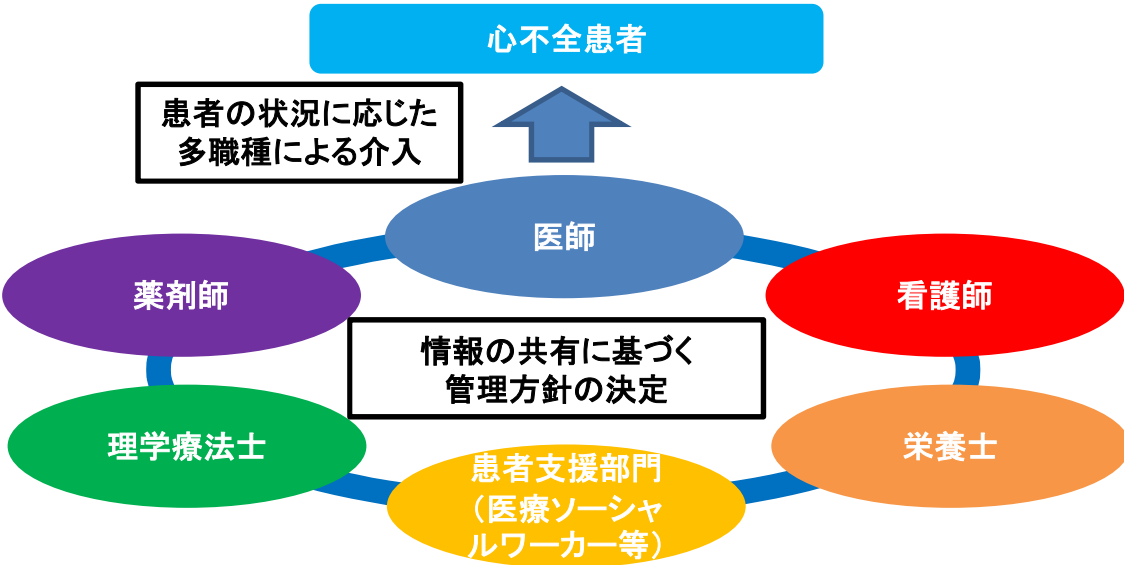 心不全患者
患者の状況に応じた
多職種による介入
医師
薬剤師
看護師
情報の共有に基づく
管理方針の決定
理学療法士
栄養士
患者支援部門
（医療ソーシャ
ルワーカー等）